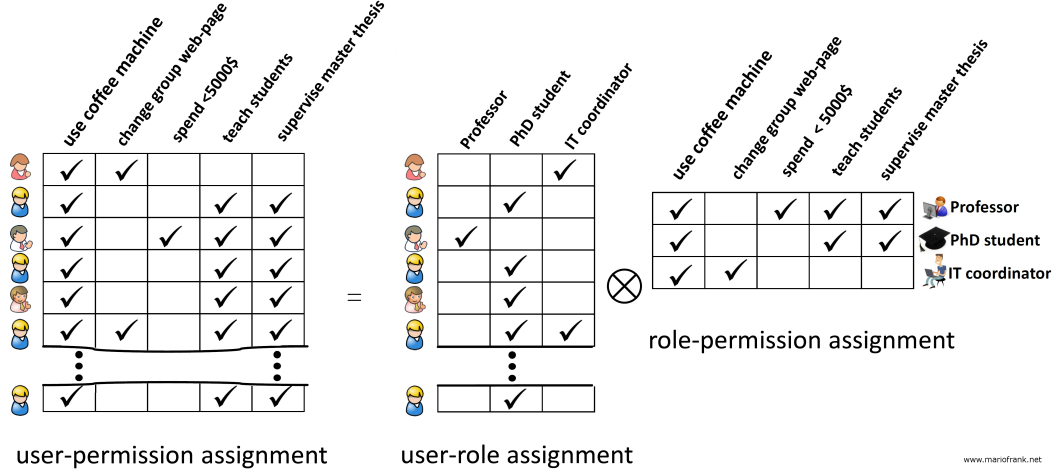 use coffee machine
change group web-page
spend <5000$
teach students
supervise master thesis
Professor
PhD student
IT coordinator
use coffee machine
change group web-page
spend < 5000$
teach students
supervise master thesis
Professor
PhD student
IT coordinator
=
role-permission assignment
user-permission assignment
user-role assignment
www.mariofrank.net